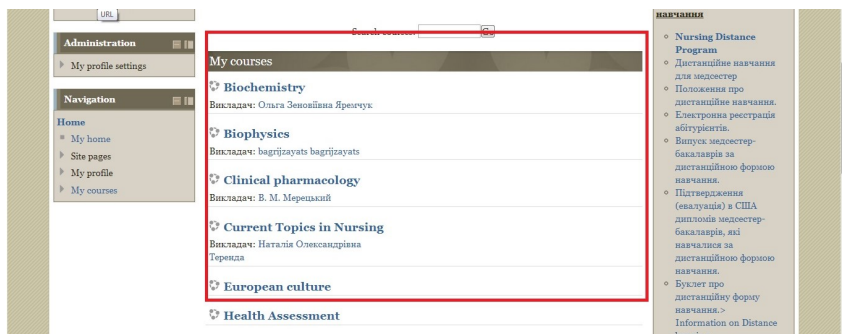 URL
Administration
My profile settings
Navigation
Home
My home
Site pages
My profile
My courses
Search courses:
Go
My courses
Biochemistry
Викладач: Ольга Зеновіївна Яремчук
Biophysics
Викладач: bagrijzayats bagrijzayats
Clinical pharmacology
Викладач: В. М. Мерецький
Current Topics in Nursing
Викладач: Наталія Олександрівна
Теренда
European culture
Health Assessment
навчання
Nursing Distance
Program
Дистанційне навчання
для медсестер
Положення про
дистанційне навчання.
Електронна реєстрація
абітурієнтів.
Випуск медсестер-
бакалаврів за
дистанційною формою
навчання.
Підтвердження
(евалуація) в США
дипломів медсестер-
бакалаврів, які
навчалися за
дистанційною формою
навчання.
Буклет про
дистанційну форму
навчання.>
Information on Distance